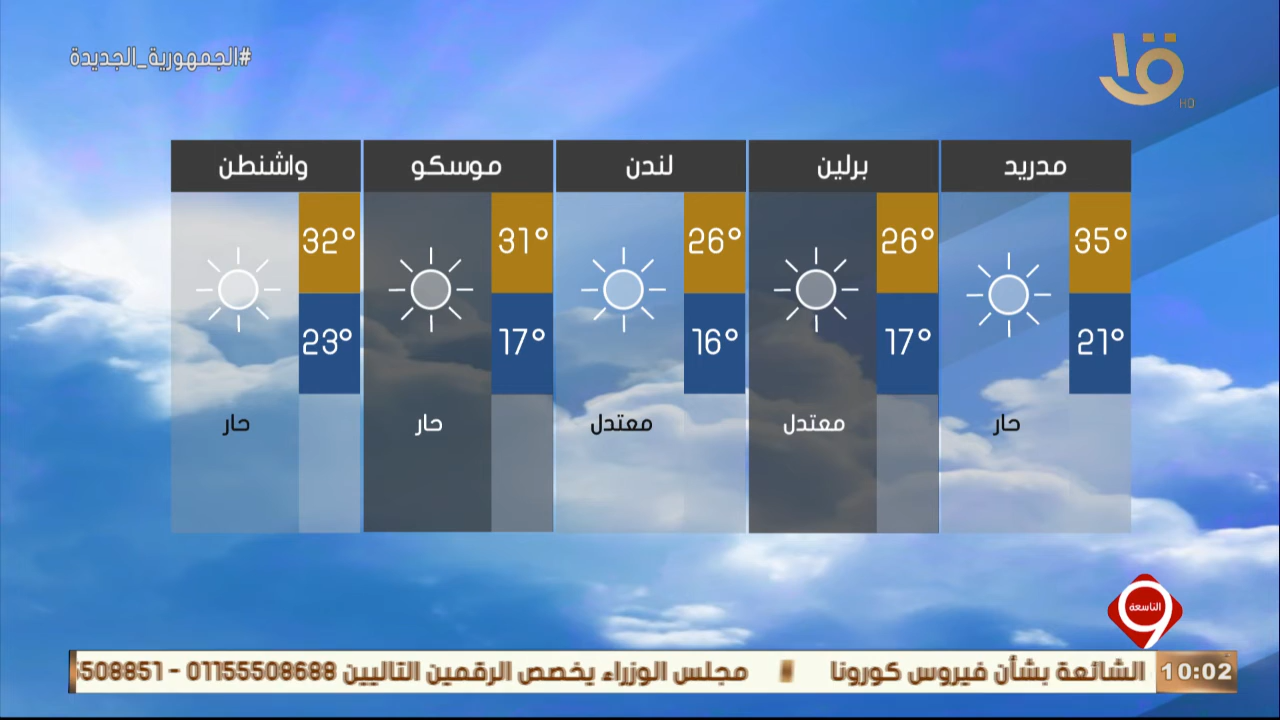 #الجمهورية_الجديدة
HD
مدريد برلين لندن موسكو واشنطن
35° 26° 26° 31° 32°
21° 17° 16° 17° 23°
حار معتدل معتدل حار حار
التاسعة
9
10:02
الشائعة بشأن فيروس كورونا مجلس الوزراء يخصص الرقمين التاليين 01155508688 - 508851